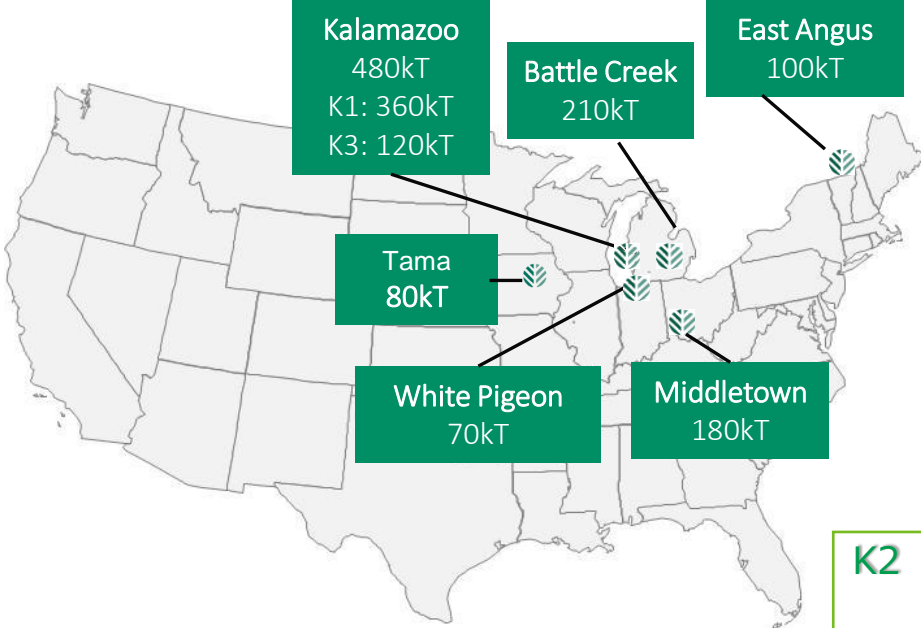 Kalamazoo
480kT
K1: 360kT
K3: 120kT
Battle Creek
210kT
East Angus
100kT
Tama
80kT
White Pigeon
70kT
Middletown
180kT
K2